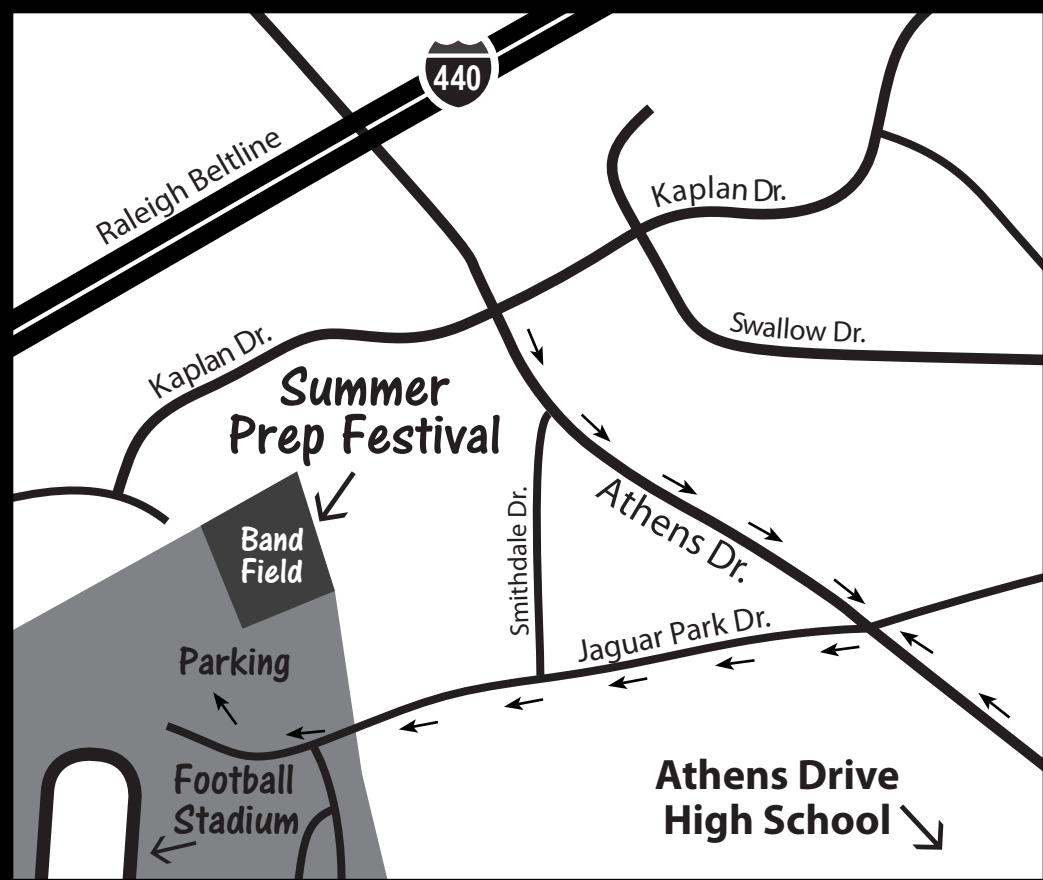 440
Raleigh Beltline
Kaplan Dr.
Swallow Dr.
Kaplan Dr.
Summer
Prep Festival
Athens Dr.
Smithdale Dr.
Band
Field
Jaguar Park Dr.
Parking
Football
Stadium
Athens Drive
High School